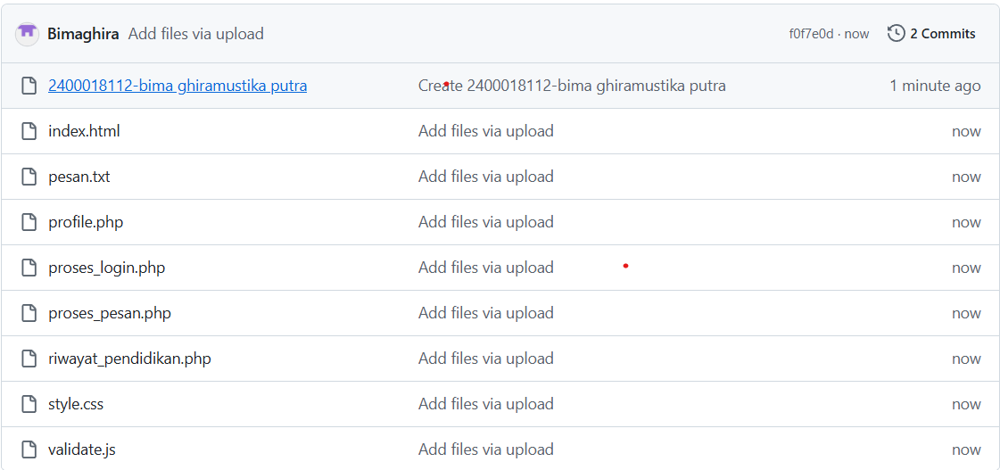 Bimaghira Add files via upload f0f7e0d · now 2 Commits
2400018112-bima ghiramustika putra Create 2400018112-bima ghiramustika putra 1 minute ago
index.html Add files via upload now
pesan.txt Add files via upload now
profile.php Add files via upload now
proses_login.php Add files via upload now
proses_pesan.php Add files via upload now
riwayat_pendidikan.php Add files via upload now
style.css Add files via upload now
validate.js Add files via upload now